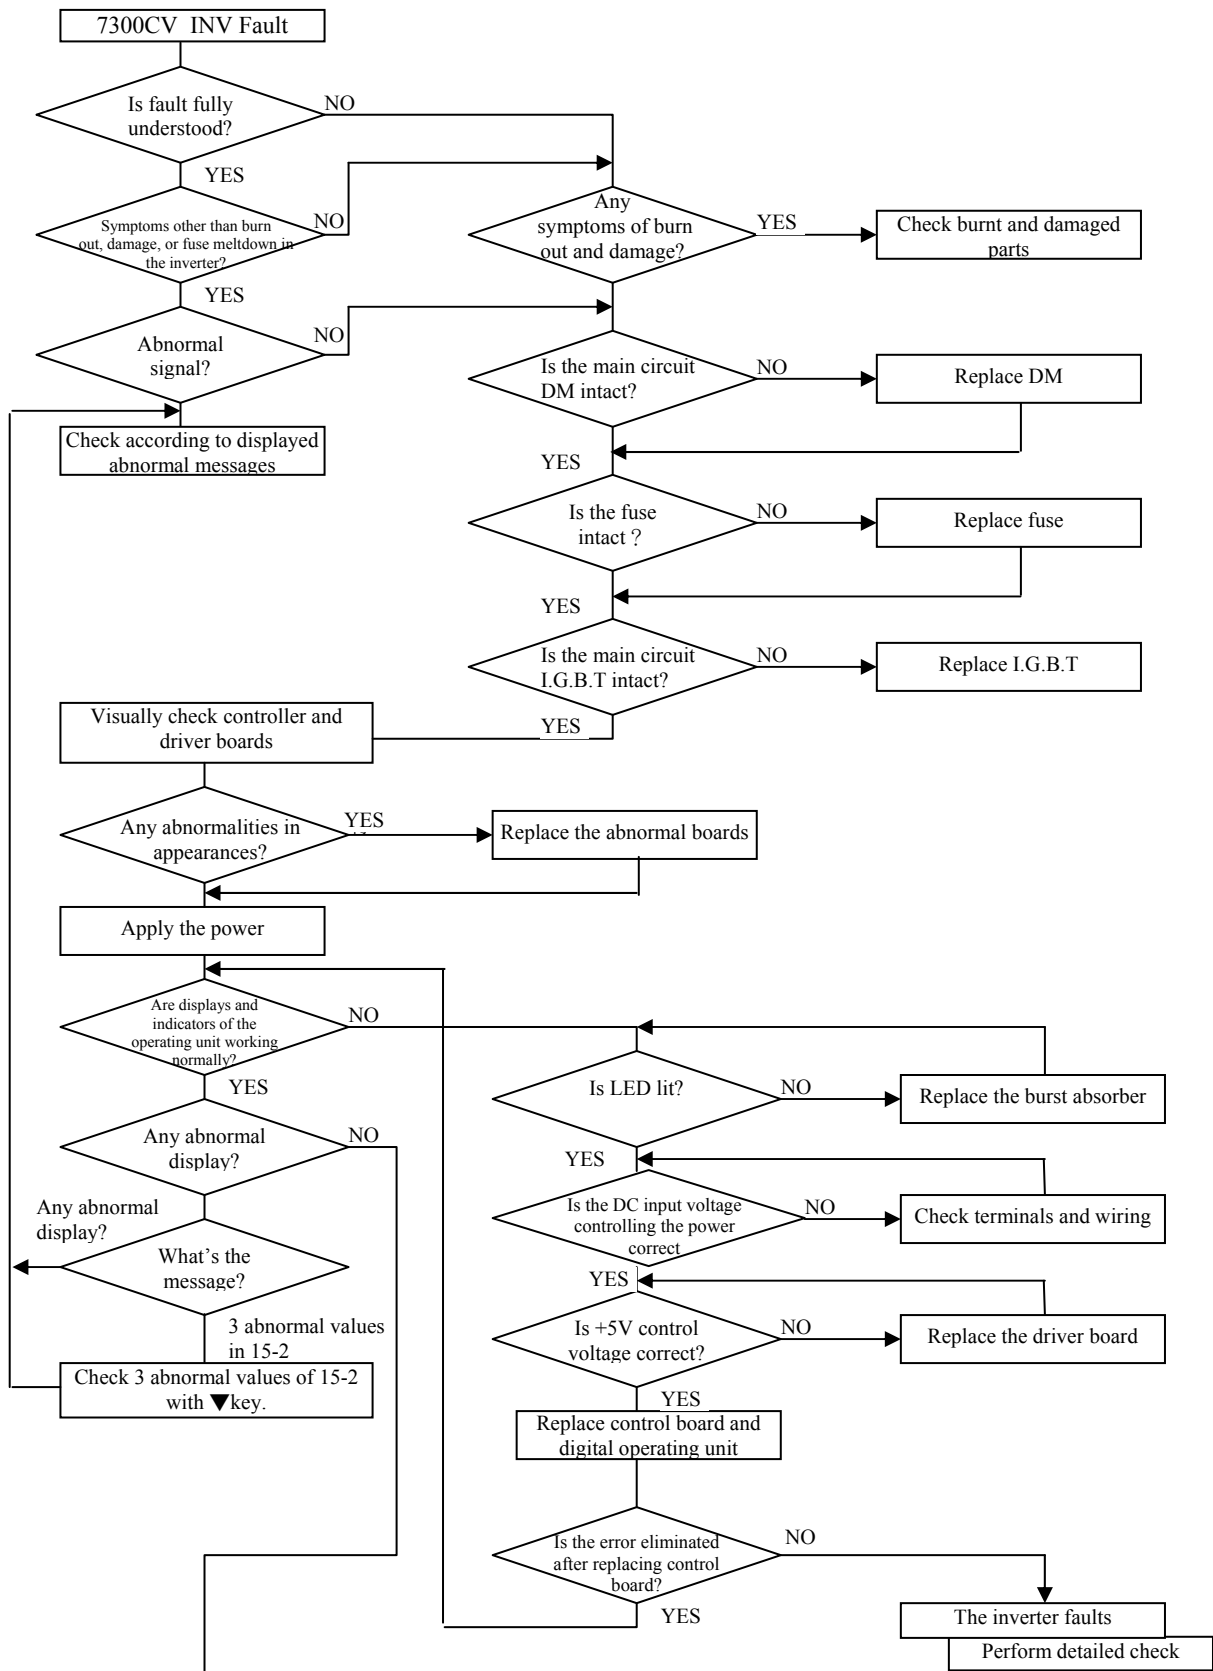 7300CV INV Fault
Is fault fully
understood?
NO
YES
Symptoms other than burn
out, damage, or fuse meltdown in
the inverter?
NO
YES
Abnormal
signal?
NO
Check according to displayed
abnormal messages
Any
symptoms of burn
out and damage?
YES
Check burnt and damaged
parts
Is the main circuit
DM intact?
NO
Replace DM
YES
Is the fuse
intact？
NO
Replace fuse
YES
Is the main circuit
I.G.B.T intact?
NO
Replace I.G.B.T
YES
Visually check controller and
driver boards
Any abnormalities in
appearances?
YES
Replace the abnormal boards
Apply the power
Are displays and
indicators of the
operating unit working
normally?
NO
YES
Any abnormal
display?
NO
Any abnormal
display?
What's the
message?
3 abnormal values
in 15-2
Check 3 abnormal values of 15-2
with ▼key.
Is LED lit?
NO
Replace the burst absorber
YES
Is the DC input voltage
controlling the power
correct
NO
Check terminals and wiring
YES
Is +5V control
voltage correct?
NO
Replace the driver board
YES
Replace control board and
digital operating unit
Is the error eliminated
after replacing control
board?
NO
YES
The inverter faults
Perform detailed check